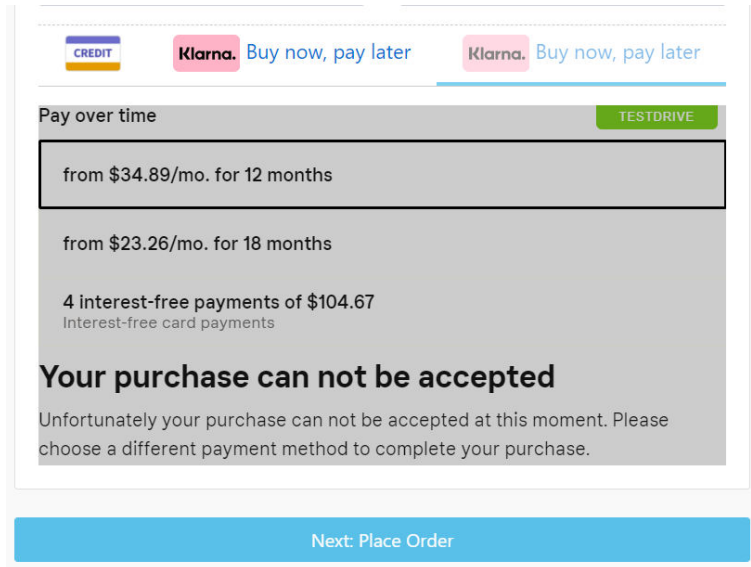 CREDIT Klarna. Buy now, pay later Klarna. Buy now, pay later
Pay over time TESTDRIVE
from $34.89/mo. for 12 months
from $23.26/mo. for 18 months
4 interest-free payments of $104.67
Interest-free card payments
Your purchase can not be accepted
Unfortunately your purchase can not be accepted at this moment. Please
choose a different payment method to complete your purchase.
Next: Place Order